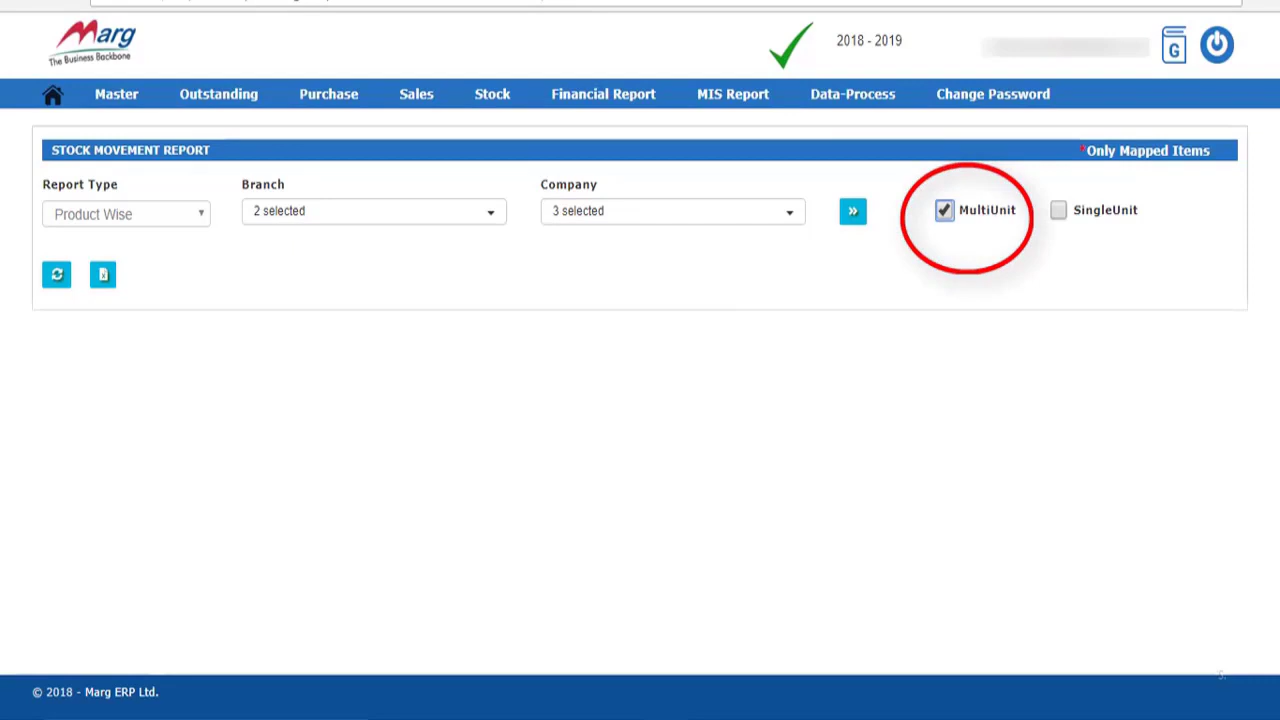 Marg
The Business Backbone
2018 - 2019
G
Master Outstanding Purchase Sales Stock Financial Report MIS Report Data-Process Change Password
STOCK MOVEMENT REPORT *Only Mapped Items
Report Type Branch Company
Product Wise 2 selected 3 selected » MultiUnit SingleUnit
© 2018 - Marg ERP Ltd.